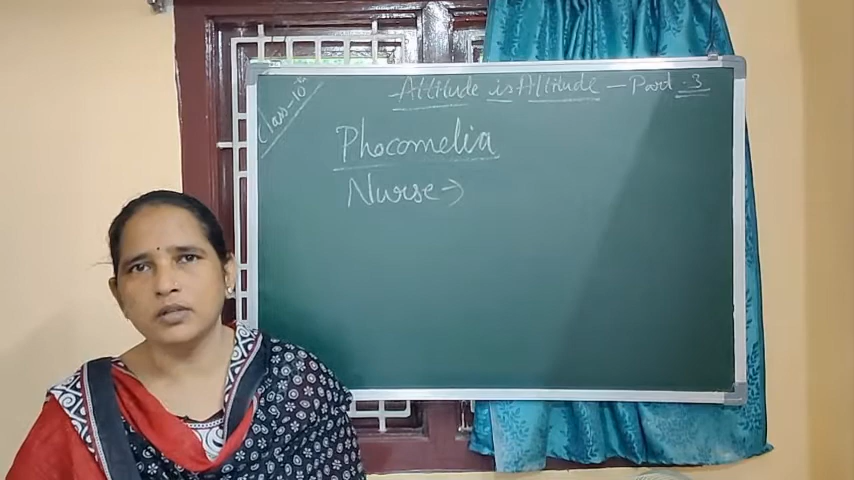 Class-10th
Attitude is Altitude - Part - 3
Phocomelia
Nurse →